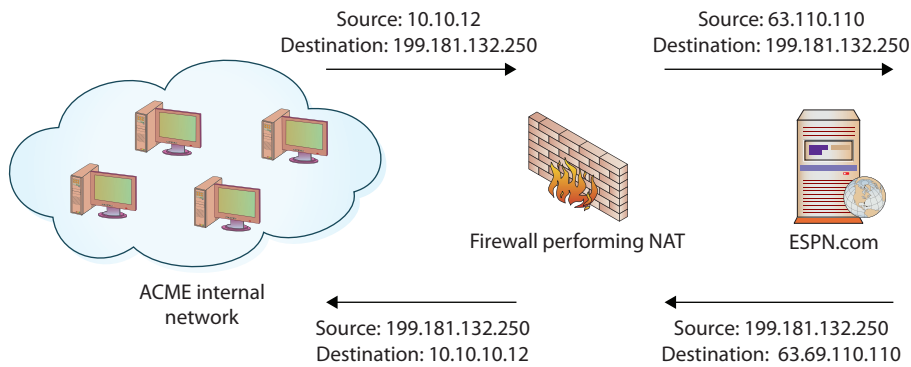 Source: 10.10.12
Destination: 199.181.132.250
Source: 63.110.110
Destination: 199.181.132.250
Firewall performing NAT
ESPN.com
ACME internal
network
Source: 199.181.132.250
Destination: 10.10.10.12
Source: 199.181.132.250
Destination: 63.69.110.110